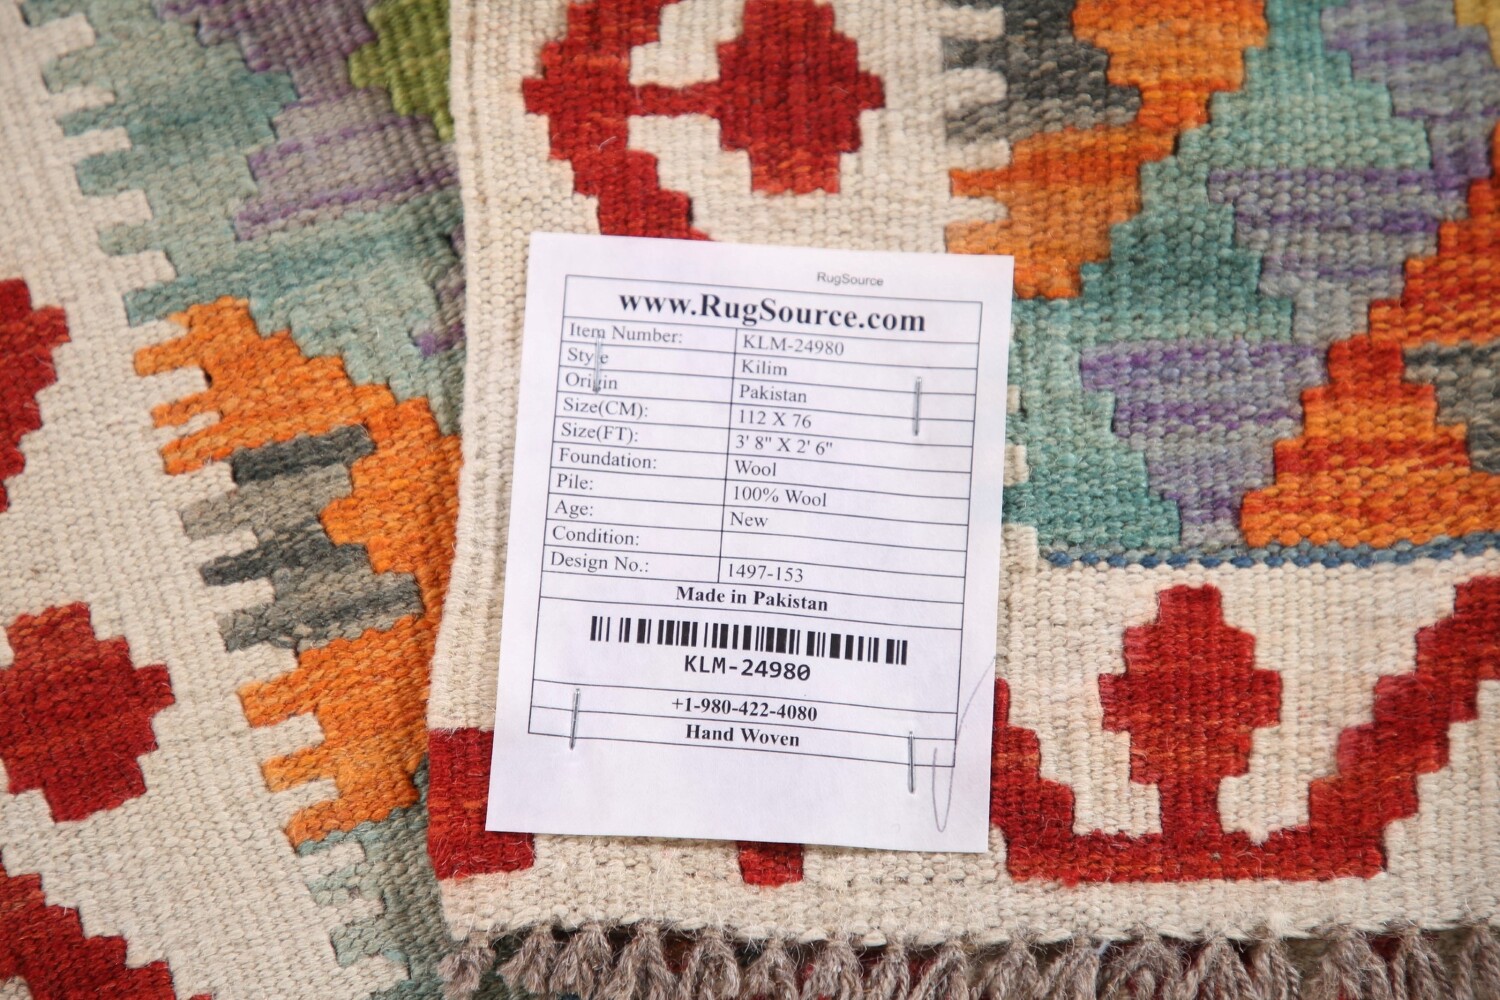 RugSource
www.RugSource.com
Item Number: KLM-24980
Style Kilim
Origin Pakistan
Size(CM): 112 X 76
Size(FT): 3' 8" X 2' 6"
Foundation: Wool
Pile: 100% Wool
Age: New
Condition:
Design No.: 1497-153
Made in Pakistan
KLM-24980
+1-980-422-4080
Hand Woven